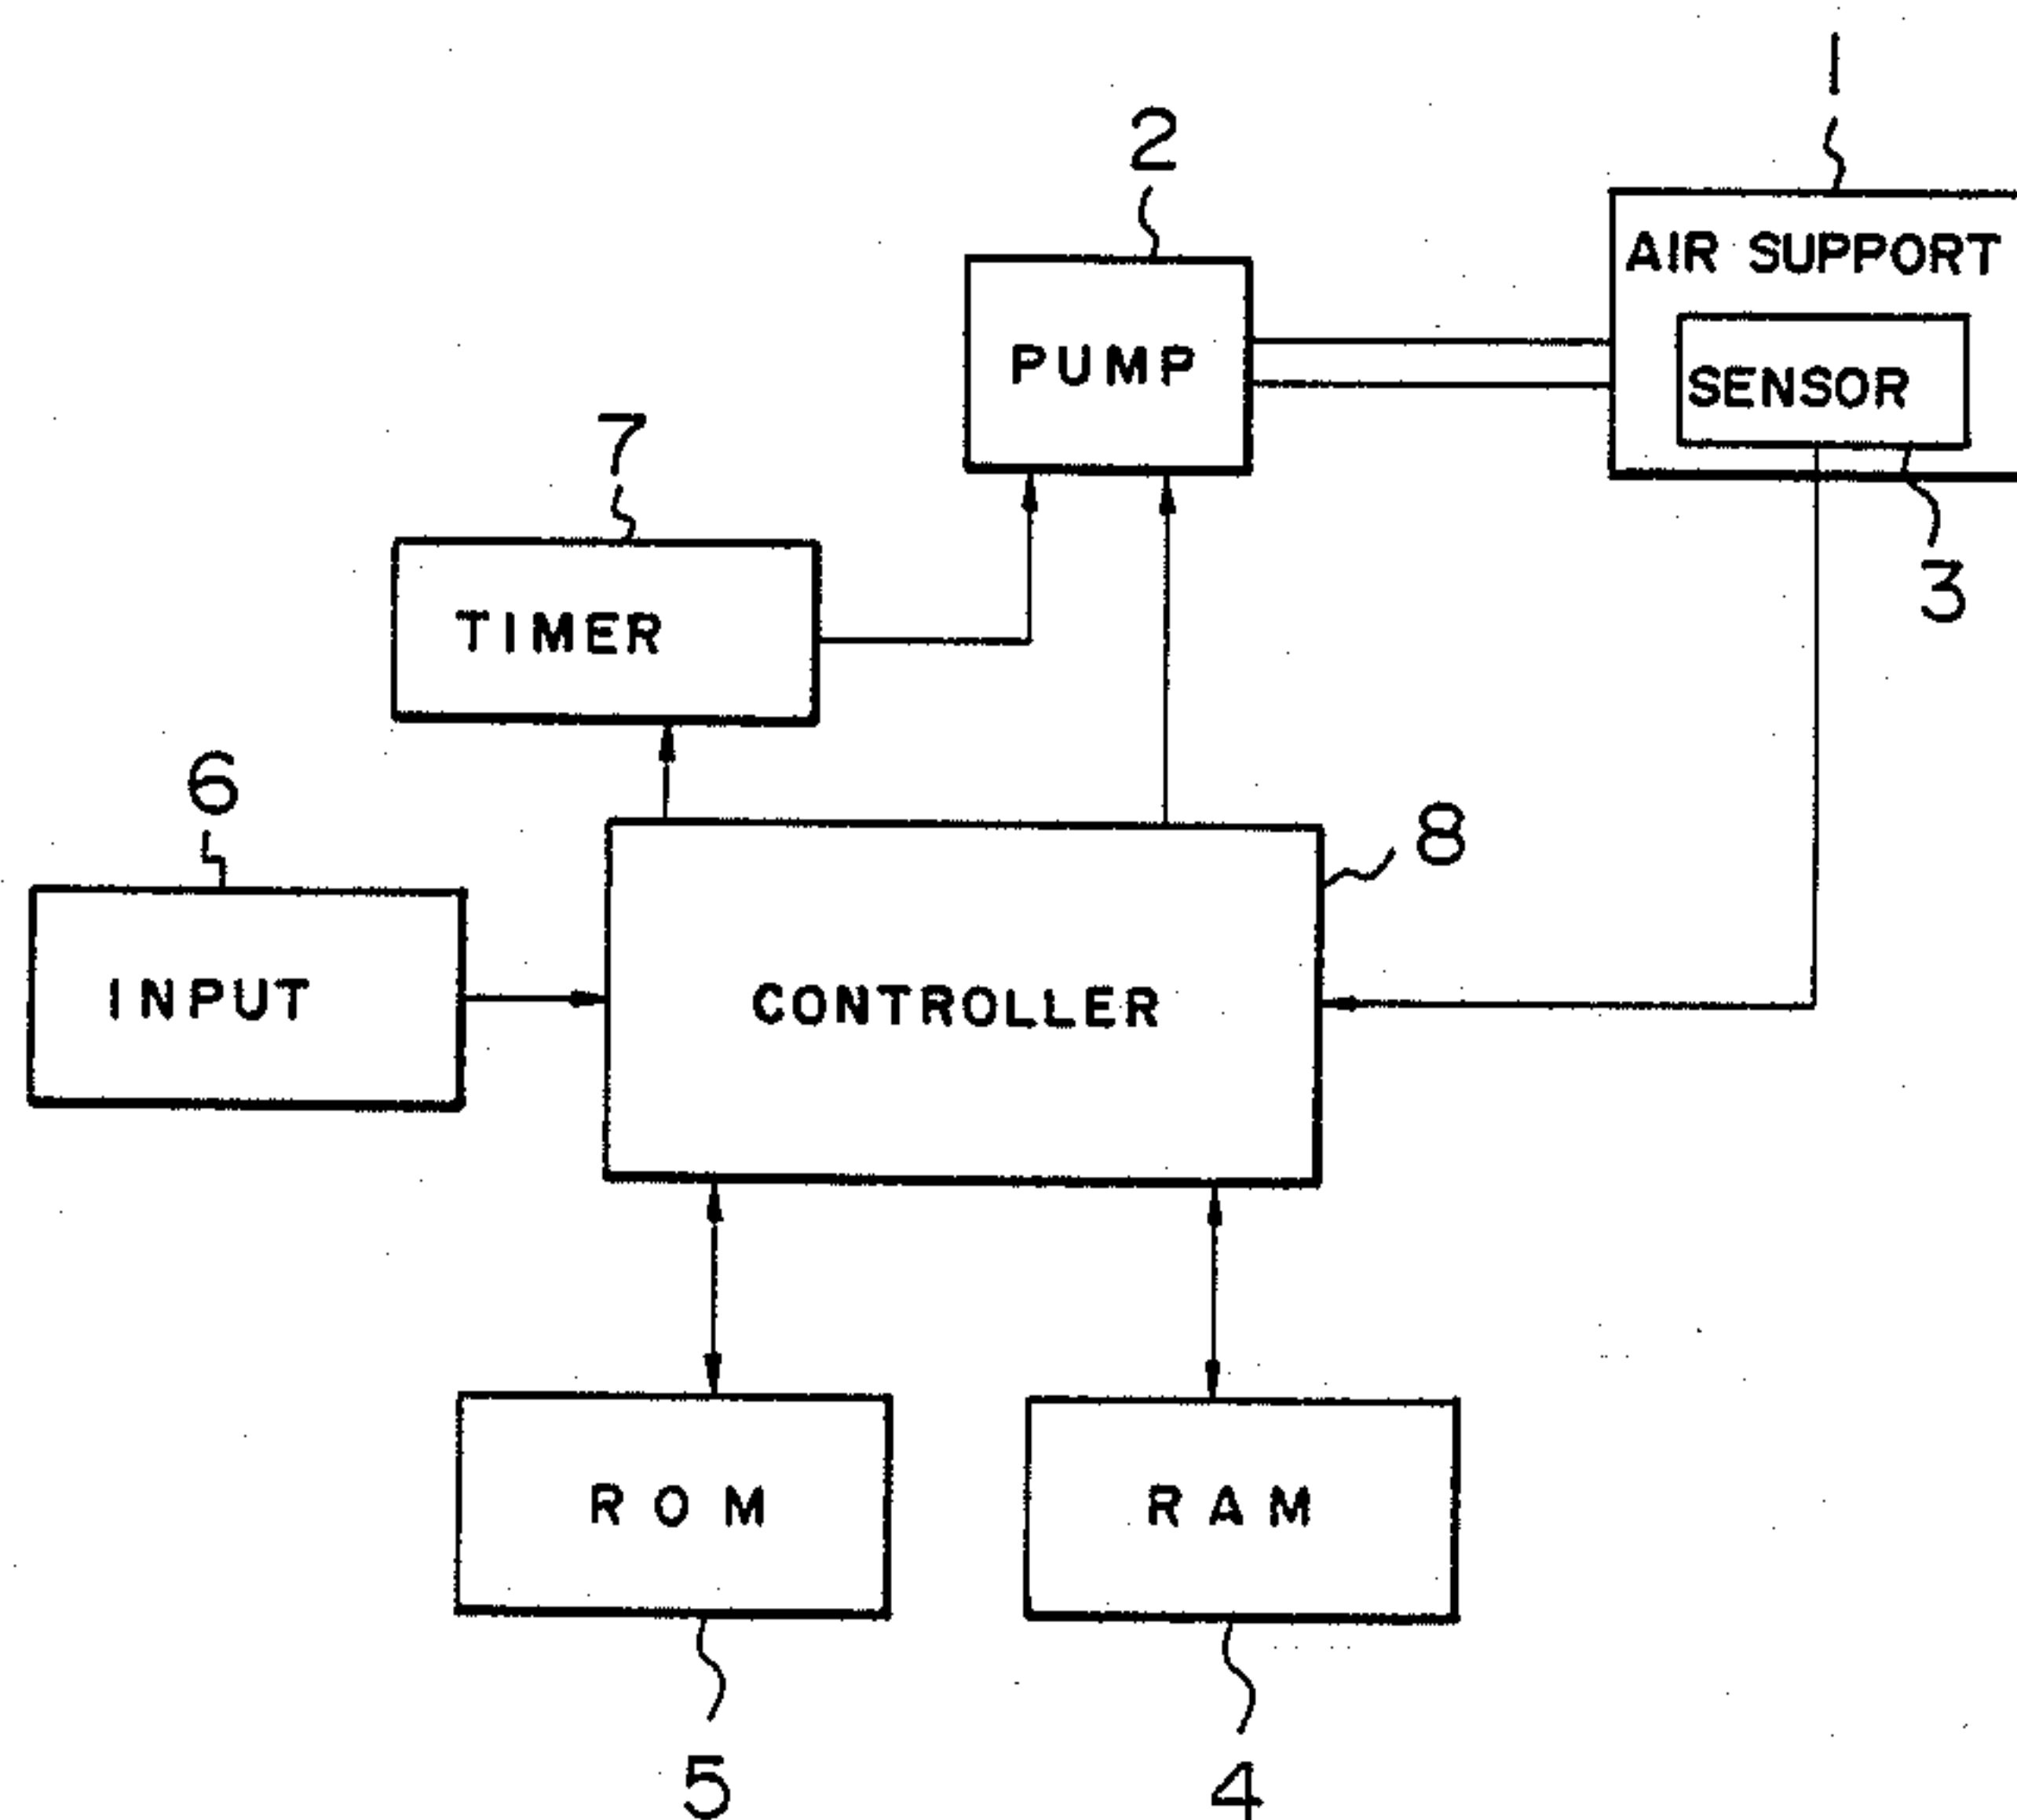 1
2
AIR SUPPORT
PUMP
SENSOR
7
3
TIMER
6
8
INPUT
CONTROLLER
ROM
RAM
5
4